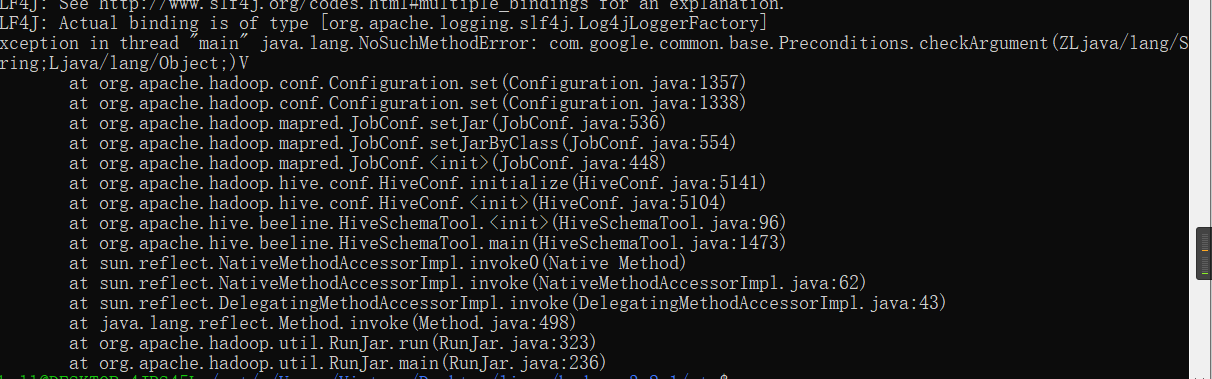 LF4J: See http://www.slf4j.org/codes.html#multiple_bindings for an explanation.
LF4J: Actual binding is of type [org.apache.logging.slf4j.Log4jLoggerFactory]
xception in thread "main" java.lang.NoSuchMethodError: com.google.common.base.Preconditions.checkArgument(ZLjava/lang/S
ring;Ljava/lang/Object;)V
at org.apache.hadoop.conf.Configuration.set(Configuration.java:1357)
at org.apache.hadoop.conf.Configuration.set(Configuration.java:1338)
at org.apache.hadoop.mapred.JobConf.setJar(JobConf.java:536)
at org.apache.hadoop.mapred.JobConf.setJarByClass(JobConf.java:554)
at org.apache.hadoop.mapred.JobConf.<init>(JobConf.java:448)
at org.apache.hadoop.hive.conf.HiveConf.initialize(HiveConf.java:5141)
at org.apache.hadoop.hive.conf.HiveConf.<init>(HiveConf.java:5104)
at org.apache.hive.beeline.HiveSchemaTool.<init>(HiveSchemaTool.java:96)
at org.apache.hive.beeline.HiveSchemaTool.main(HiveSchemaTool.java:1473)
at sun.reflect.NativeMethodAccessorImpl.invoke0(Native Method)
at sun.reflect.NativeMethodAccessorImpl.invoke(NativeMethodAccessorImpl.java:62)
at sun.reflect.DelegatingMethodAccessorImpl.invoke(DelegatingMethodAccessorImpl.java:43)
at java.lang.reflect.Method.invoke(Method.java:498)
at org.apache.hadoop.util.RunJar.run(RunJar.java:323)
at org.apache.hadoop.util.RunJar.main(RunJar.java:236)